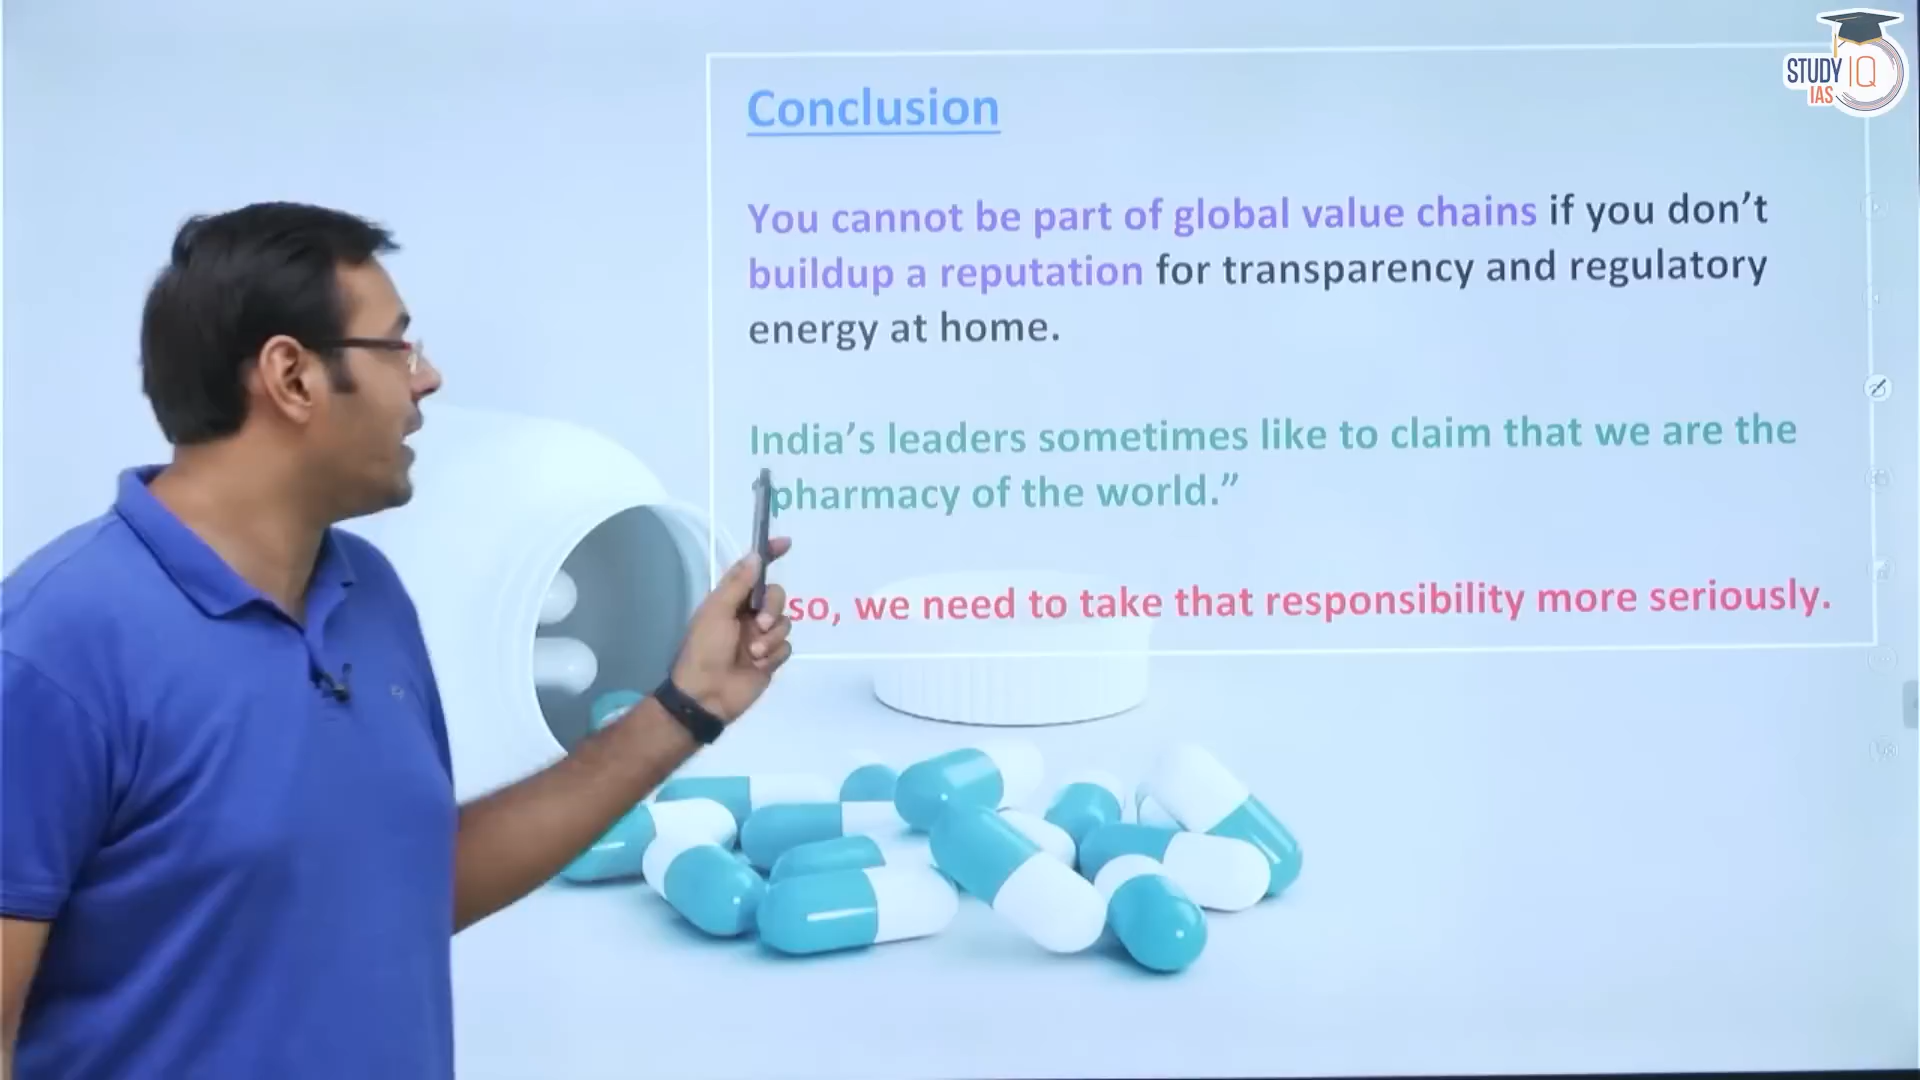 STUDY IQ
IAS
Conclusion
You cannot be part of global value chains if you don’t
buildup a reputation for transparency and regulatory
energy at home.
India’s leaders sometimes like to claim that we are the
pharmacy of the world.”
so, we need to take that responsibility more seriously.